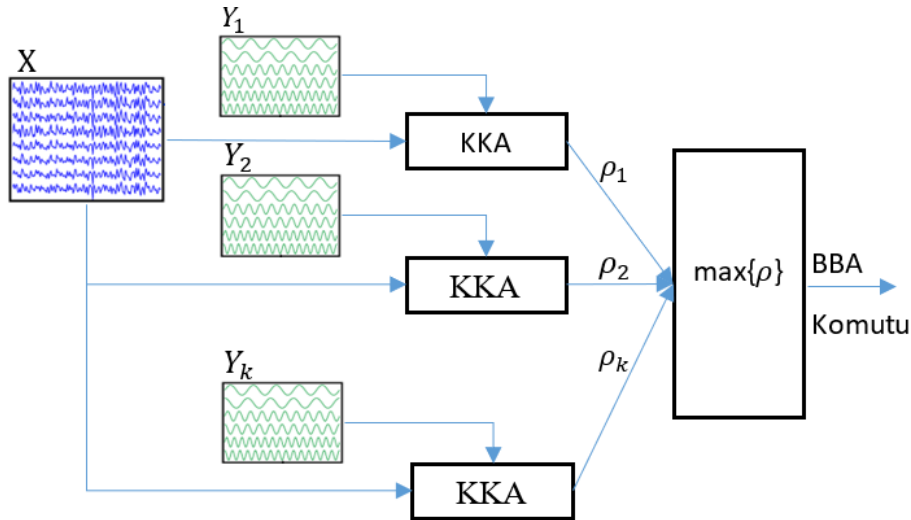 X
Y₁
KKA
ρ₁
Y₂
KKA
ρ₂
max{ρ}
BBA
Komutu
Yₖ
KKA
ρₖ